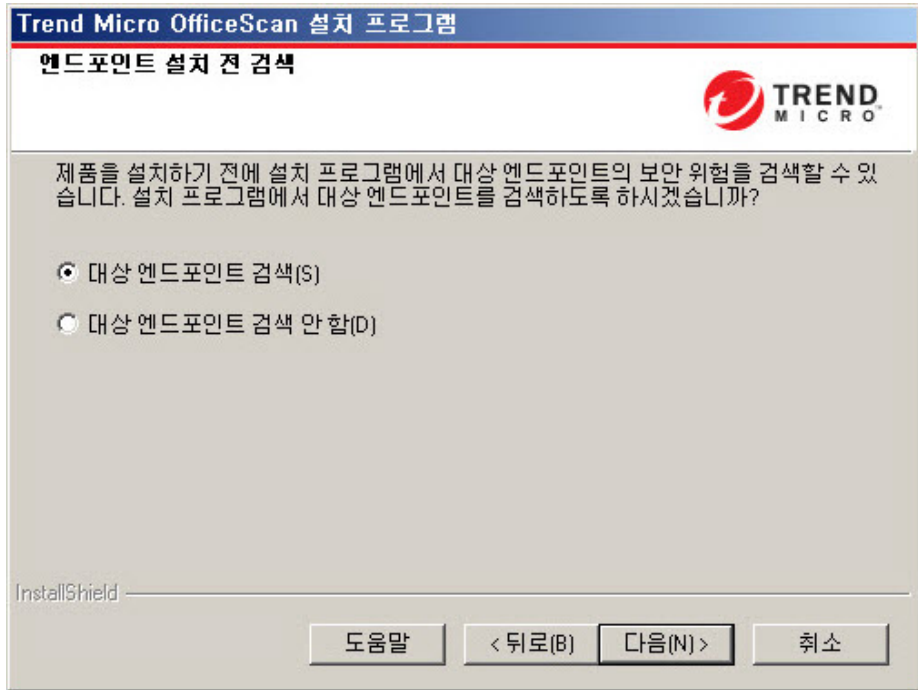 Trend Micro OfficeScan 설치 프로그램
엔드포인트 설치 전 검색
TREND
MICRO
제품을 설치하기 전에 설치 프로그램에서 대상 엔드포인트의 보안 위험을 검색할 수 있
습니다. 설치 프로그램에서 대상 엔드포인트를 검색하도록 하시겠습니까?
대상 엔드포인트 검색(S)
대상 엔드포인트 검색 안 함(D)
InstallShield
도움말 < 뒤로(B) 다음(N) > 취소